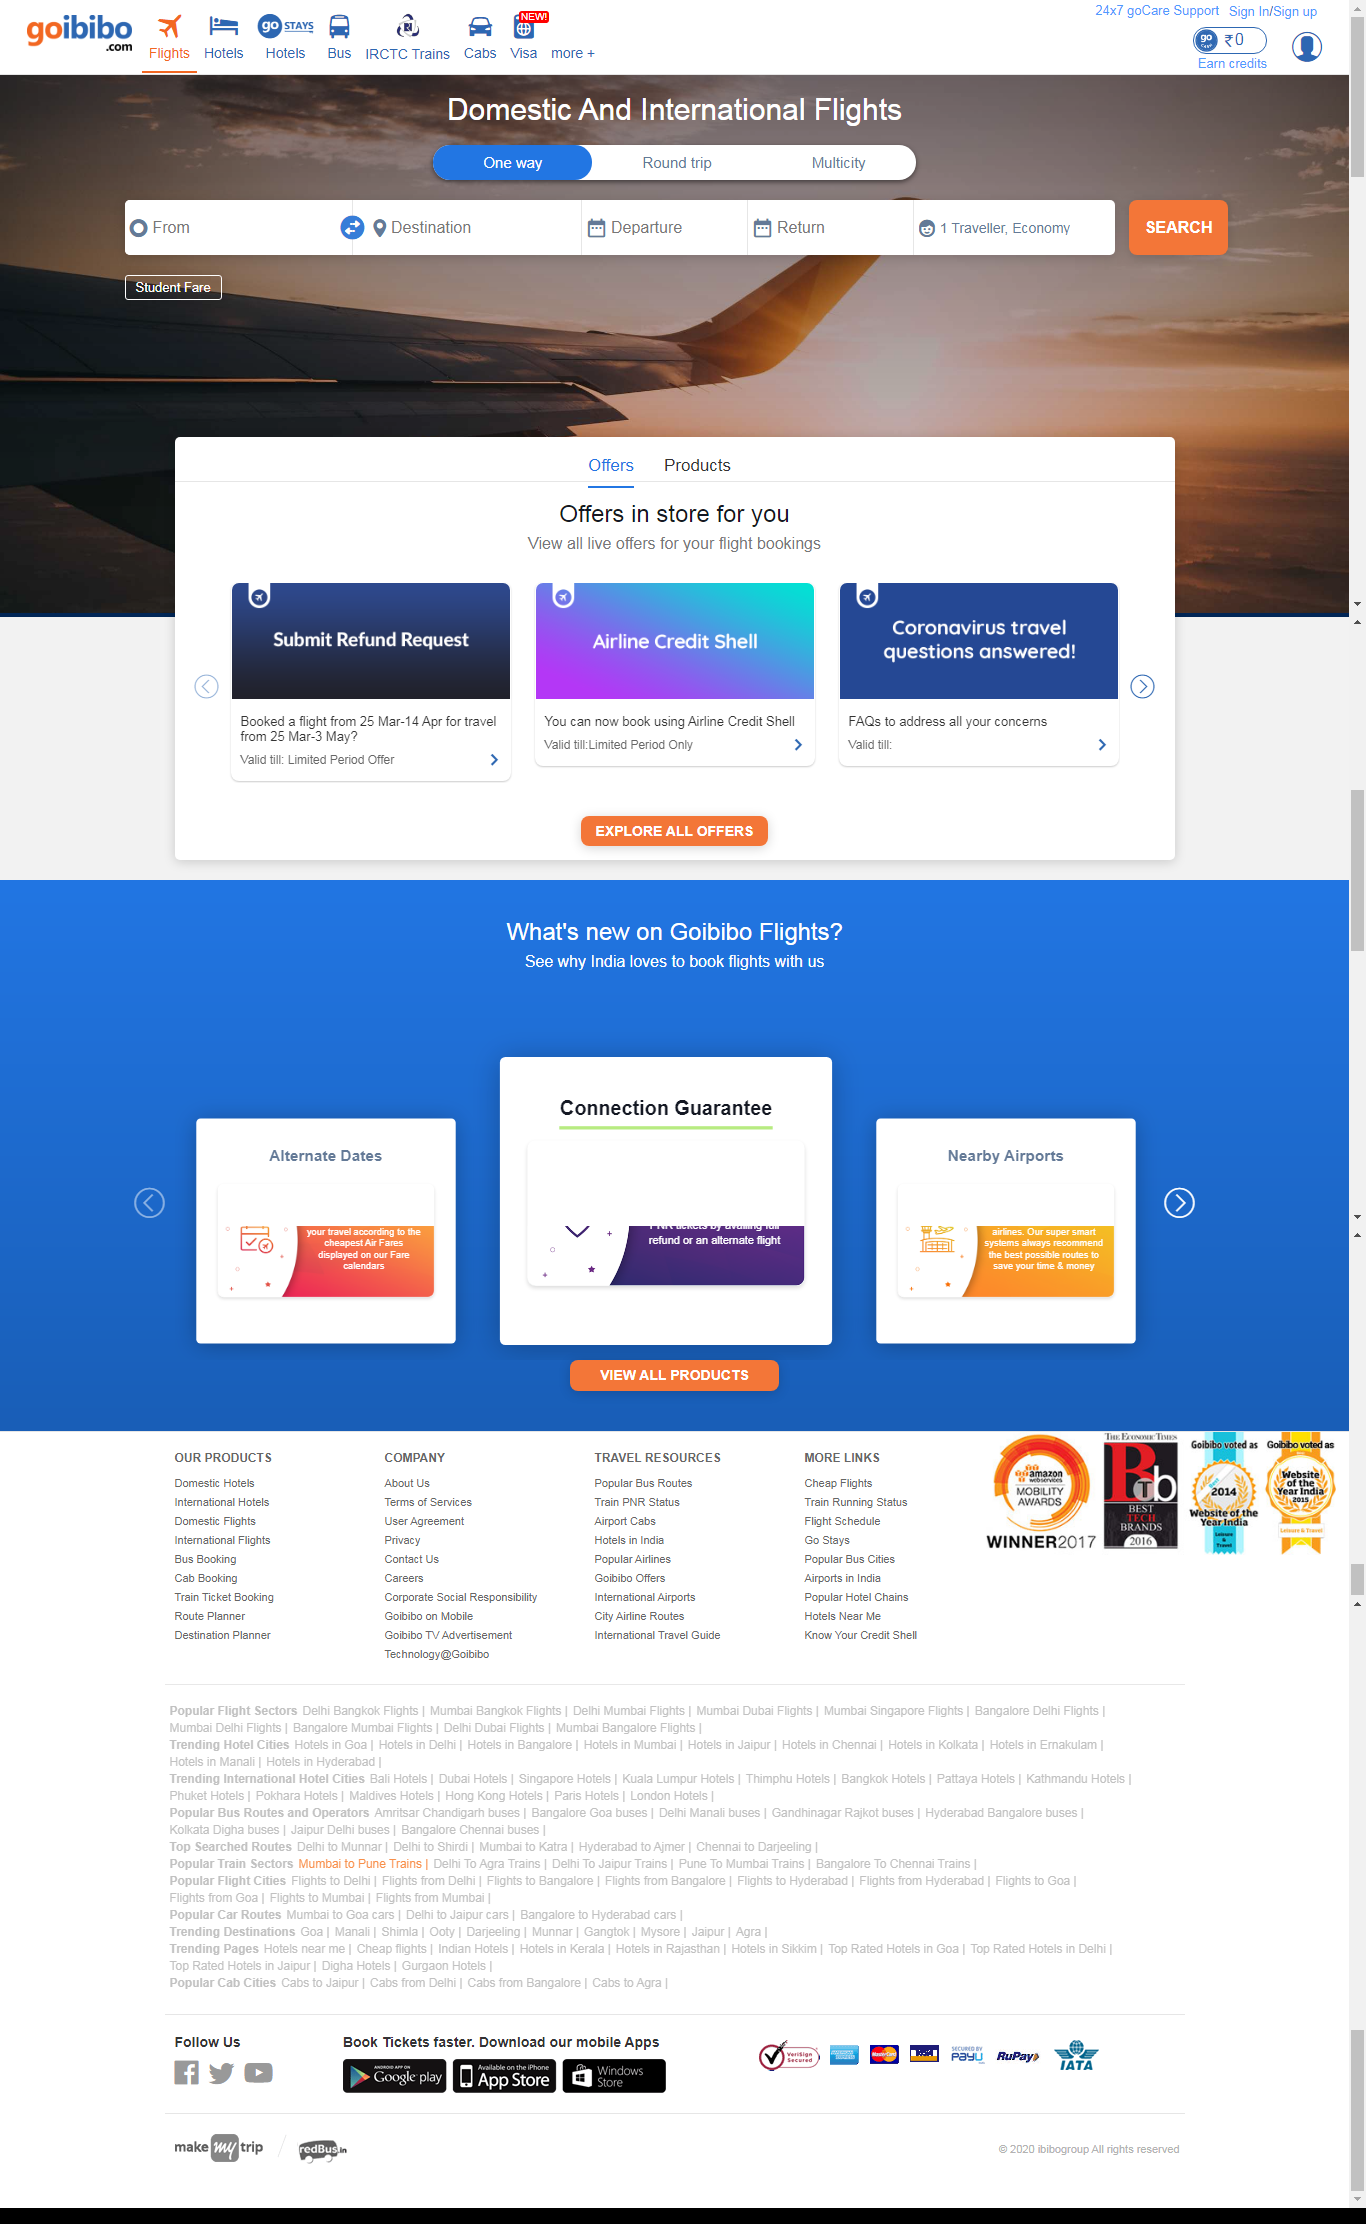 goibibo
.com
Flights
Hotels
go STAYS
Hotels
Bus
IRCTC Trains
Cabs
NEW!
Visa
more +
24x7 goCare Support Sign In/Sign up
go
₹0
Earn credits
Domestic And International Flights
One way Round trip Multicity
From Destination Departure Return 1 Traveller, Economy SEARCH
Student Fare
Offers Products
Offers in store for you
View all live offers for your flight bookings
Submit Refund Request
Booked a flight from 25 Mar-14 Apr for travel
from 25 Mar-3 May?
Valid till: Limited Period Offer
Airline Credit Shell
You can now book using Airline Credit Shell
Valid till:Limited Period Only
Coronavirus travel
questions answered!
FAQs to address all your concerns
Valid till:
EXPLORE ALL OFFERS
What's new on Goibibo Flights?
See why India loves to book flights with us
Alternate Dates
your travel according to the
cheapest Air Fares
displayed on our Fare
calendars
Connection Guarantee
PNR tickets by availing full
refund or an alternate flight
Nearby Airports
airlines. Our super smart
systems always recommend
the best possible routes to
save your time & money
VIEW ALL PRODUCTS
OUR PRODUCTS
Domestic Hotels
International Hotels
Domestic Flights
International Flights
Bus Booking
Cab Booking
Train Ticket Booking
Route Planner
Destination Planner
COMPANY
About Us
Terms of Services
User Agreement
Privacy
Contact Us
Careers
Corporate Social Responsibility
Goibibo on Mobile
Goibibo TV Advertisement
Technology@Goibibo
TRAVEL RESOURCES
Popular Bus Routes
Train PNR Status
Airport Cabs
Hotels in India
Popular Airlines
Goibibo Offers
International Airports
City Airline Routes
International Travel Guide
MORE LINKS
Cheap Flights
Train Running Status
Flight Schedule
Go Stays
Popular Bus Cities
Airports in India
Popular Hotel Chains
Hotels Near Me
Know Your Credit Shell
amazon
webservices
MOBILITY
AWARDS
WINNER2017
THE ECONOMIC TIMES
BTb
BEST
TECH
BRANDS
2016
Goibibo voted as
2014
Website of the
Year India
Leisure
&
Travel
Goibibo voted as
Website
of the
Year India
2015
Leisure & Travel
Popular Flight Sectors Delhi Bangkok Flights | Mumbai Bangkok Flights | Delhi Mumbai Flights | Mumbai Dubai Flights | Mumbai Singapore Flights | Bangalore Delhi Flights |
Mumbai Delhi Flights | Bangalore Mumbai Flights | Delhi Dubai Flights | Mumbai Bangalore Flights |
Trending Hotel Cities Hotels in Goa | Hotels in Delhi | Hotels in Bangalore | Hotels in Mumbai | Hotels in Jaipur | Hotels in Chennai | Hotels in Kolkata | Hotels in Ernakulam |
Hotels in Manali | Hotels in Hyderabad |
Trending International Hotel Cities Bali Hotels | Dubai Hotels | Singapore Hotels | Kuala Lumpur Hotels | Thimphu Hotels | Bangkok Hotels | Pattaya Hotels | Kathmandu Hotels |
Phuket Hotels | Pokhara Hotels | Maldives Hotels | Hong Kong Hotels | Paris Hotels | London Hotels |
Popular Bus Routes and Operators Amritsar Chandigarh buses | Bangalore Goa buses | Delhi Manali buses | Gandhinagar Rajkot buses | Hyderabad Bangalore buses |
Kolkata Digha buses | Jaipur Delhi buses | Bangalore Chennai buses |
Top Searched Routes Delhi to Munnar | Delhi to Shirdi | Mumbai to Katra | Hyderabad to Ajmer | Chennai to Darjeeling |
Popular Train Sectors Mumbai to Pune Trains | Delhi To Agra Trains | Delhi To Jaipur Trains | Pune To Mumbai Trains | Bangalore To Chennai Trains |
Popular Flight Cities Flights to Delhi | Flights from Delhi | Flights to Bangalore | Flights from Bangalore | Flights to Hyderabad | Flights from Hyderabad | Flights to Goa |
Flights from Goa | Flights to Mumbai | Flights from Mumbai |
Popular Car Routes Mumbai to Goa cars | Delhi to Jaipur cars | Bangalore to Hyderabad cars |
Trending Destinations Goa | Manali | Shimla | Ooty | Darjeeling | Munnar | Gangtok | Mysore | Jaipur | Agra |
Trending Pages Hotels near me | Cheap flights | Indian Hotels | Hotels in Kerala | Hotels in Rajasthan | Hotels in Sikkim | Top Rated Hotels in Goa | Top Rated Hotels in Delhi |
Top Rated Hotels in Jaipur | Digha Hotels | Gurgaon Hotels |
Popular Cab Cities Cabs to Jaipur | Cabs from Delhi | Cabs from Bangalore | Cabs to Agra |
Follow Us
Book Tickets faster. Download our mobile Apps
ANDROID APP ON
Google play
Available on the iPhone
App Store
Windows
Store
VeriSign
Secured
MasterCard
SECURED BY
PayU
RuPay
IATA
make my trip
redBus.in
© 2020 ibibogroup All rights reserved